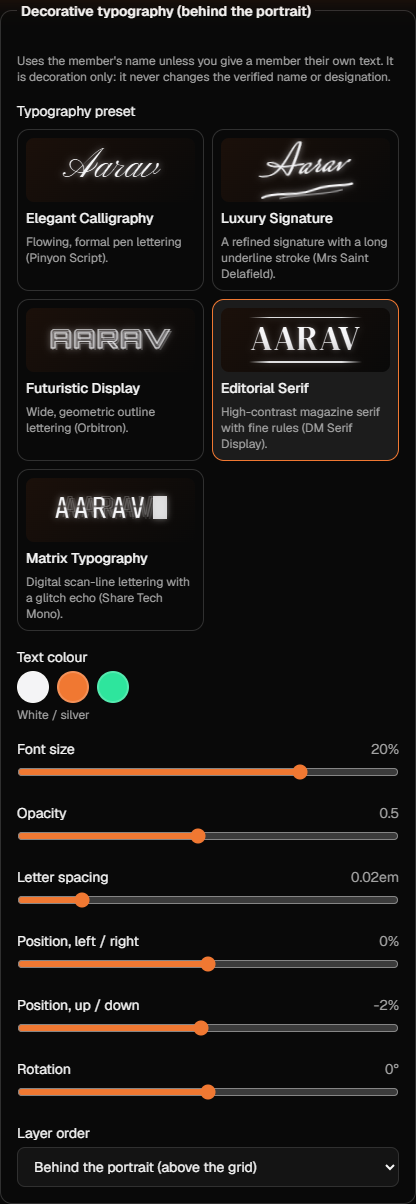 Decorative typography (behind the portrait)
Uses the member's name unless you give a member their own text. It
is decoration only: it never changes the verified name or designation.
Typography preset
Aarav
Elegant Calligraphy
Flowing, formal pen lettering
(Pinyon Script).
Aarav
Luxury Signature
A refined signature with a long
underline stroke (Mrs Saint
Delafield).
AARAV
Futuristic Display
Wide, geometric outline
lettering (Orbitron).
AARAV
Editorial Serif
High-contrast magazine serif
with fine rules (DM Serif
Display).
AARAV
Matrix Typography
Digital scan-line lettering with
a glitch echo (Share Tech
Mono).
Text colour
White / silver
Font size 20%
Opacity 0.5
Letter spacing 0.02em
Position, left / right 0%
Position, up / down -2%
Rotation 0°
Layer order
Behind the portrait (above the grid)